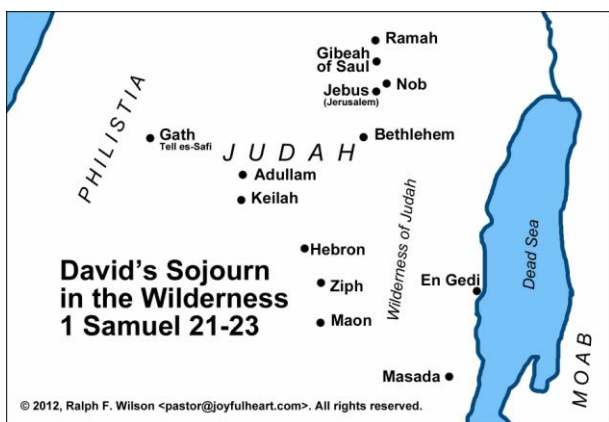 Ramah
Gibeah
of Saul
Nob
Jebus
(Jerusalem)
PHILISTIA
Gath
Tell es-Safi
JUDAH
Bethlehem
Adullam
Keilah
Hebron
Wilderness of Judah
Dead Sea
David's Sojourn
in the Wilderness
1 Samuel 21-23
Ziph
En Gedi
Maon
MOAB
Masada
© 2012, Ralph F. Wilson <pastor@joyfulheart.com>. All rights reserved.